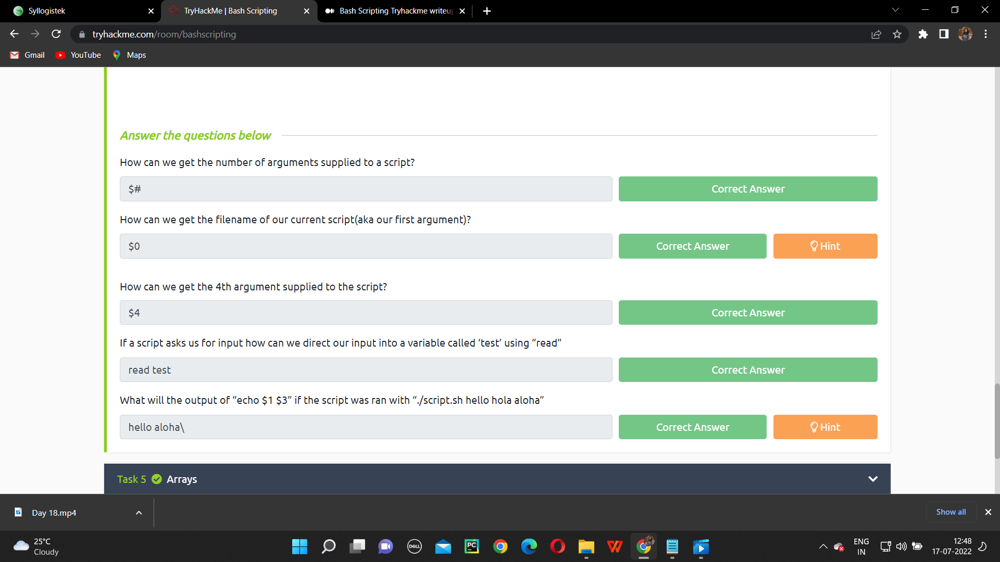 Syllogistek
TryHackMe | Bash Scripting
Bash Scripting Tryhackme writeup
tryhackme.com/room/bashscripting
Gmail
YouTube
Maps
Answer the questions below
How can we get the number of arguments supplied to a script?
$#
Correct Answer
How can we get the filename of our current script(aka our first argument)?
$0
Correct Answer
Hint
How can we get the 4th argument supplied to the script?
$4
Correct Answer
If a script asks us for input how can we direct our input into a variable called ‘test’ using “read”
read test
Correct Answer
What will the output of “echo $1 $3” if the script was ran with “./script.sh hello hola aloha”
hello aloha\
Correct Answer
Hint
Task 5 Arrays
Day 18.mp4
Show all
25°C
Cloudy
DELL
PC
ENG
IN
12:48
17-07-2022